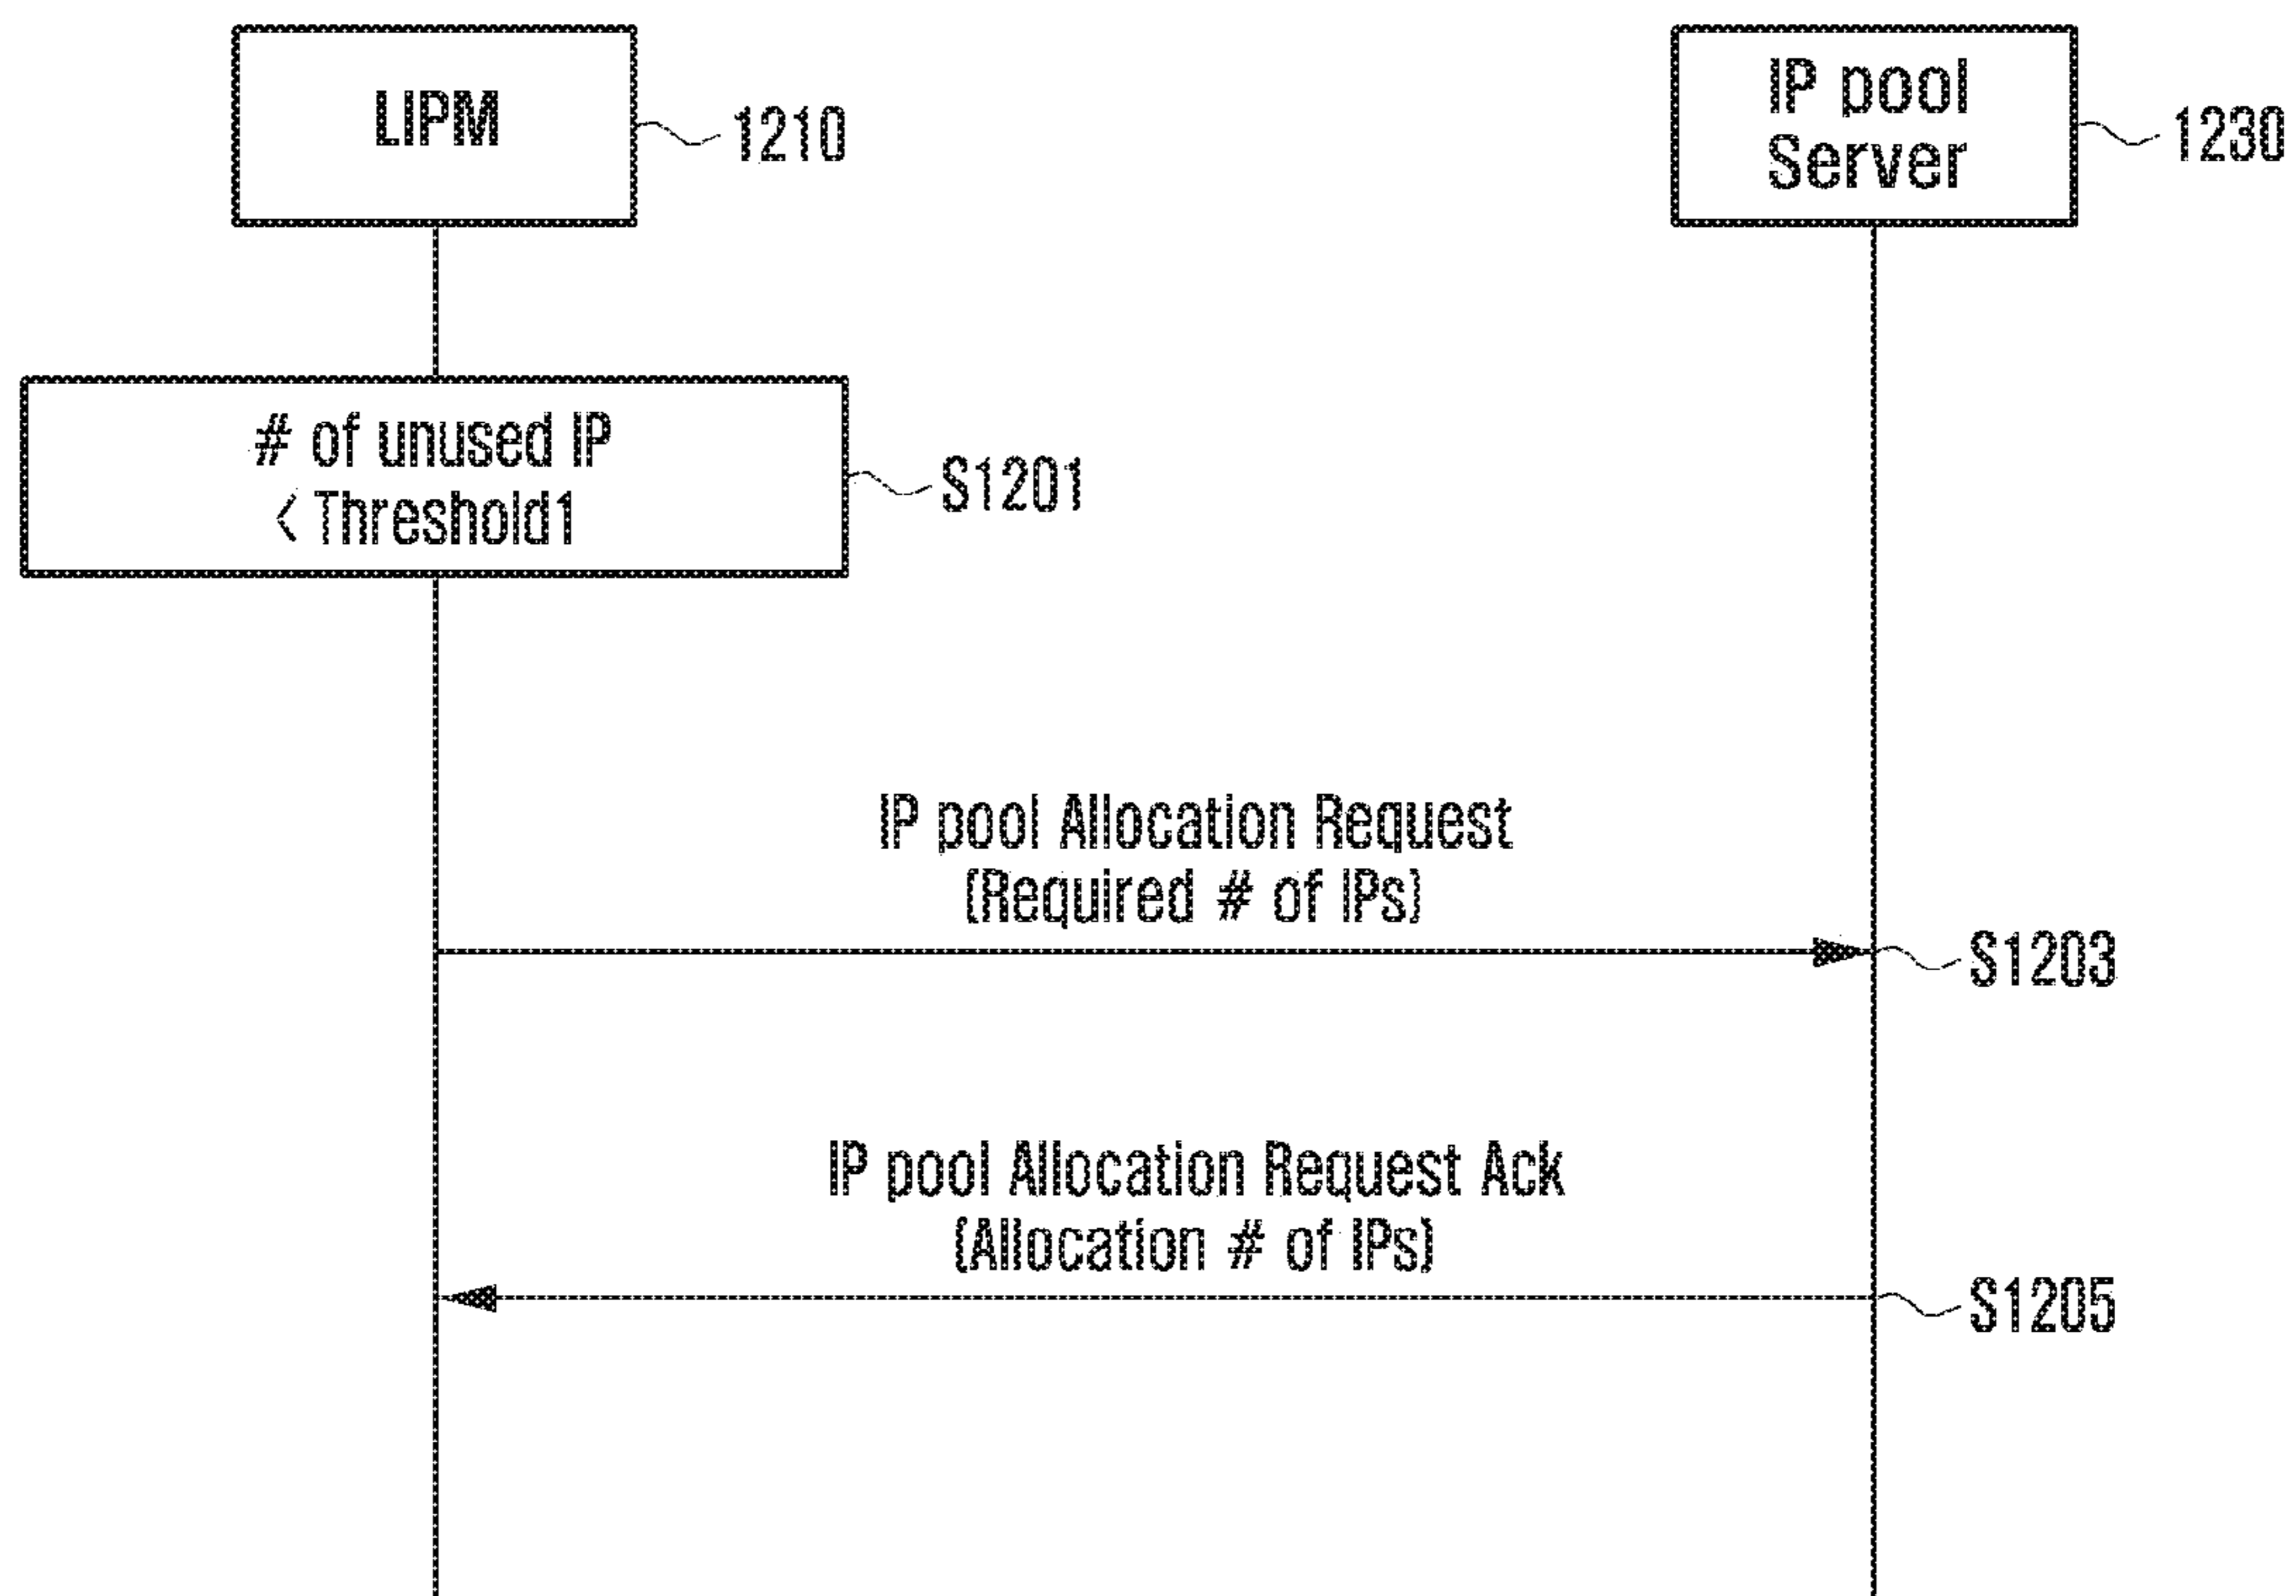 LIPM
1210
IP pool
Server
1230
# of unused IP
< Threshold1
S1201
IP pool Allocation Request
(Required # of IPs)
S1203
IP pool Allocation Request Ack
(Allocation # of IPs)
S1205